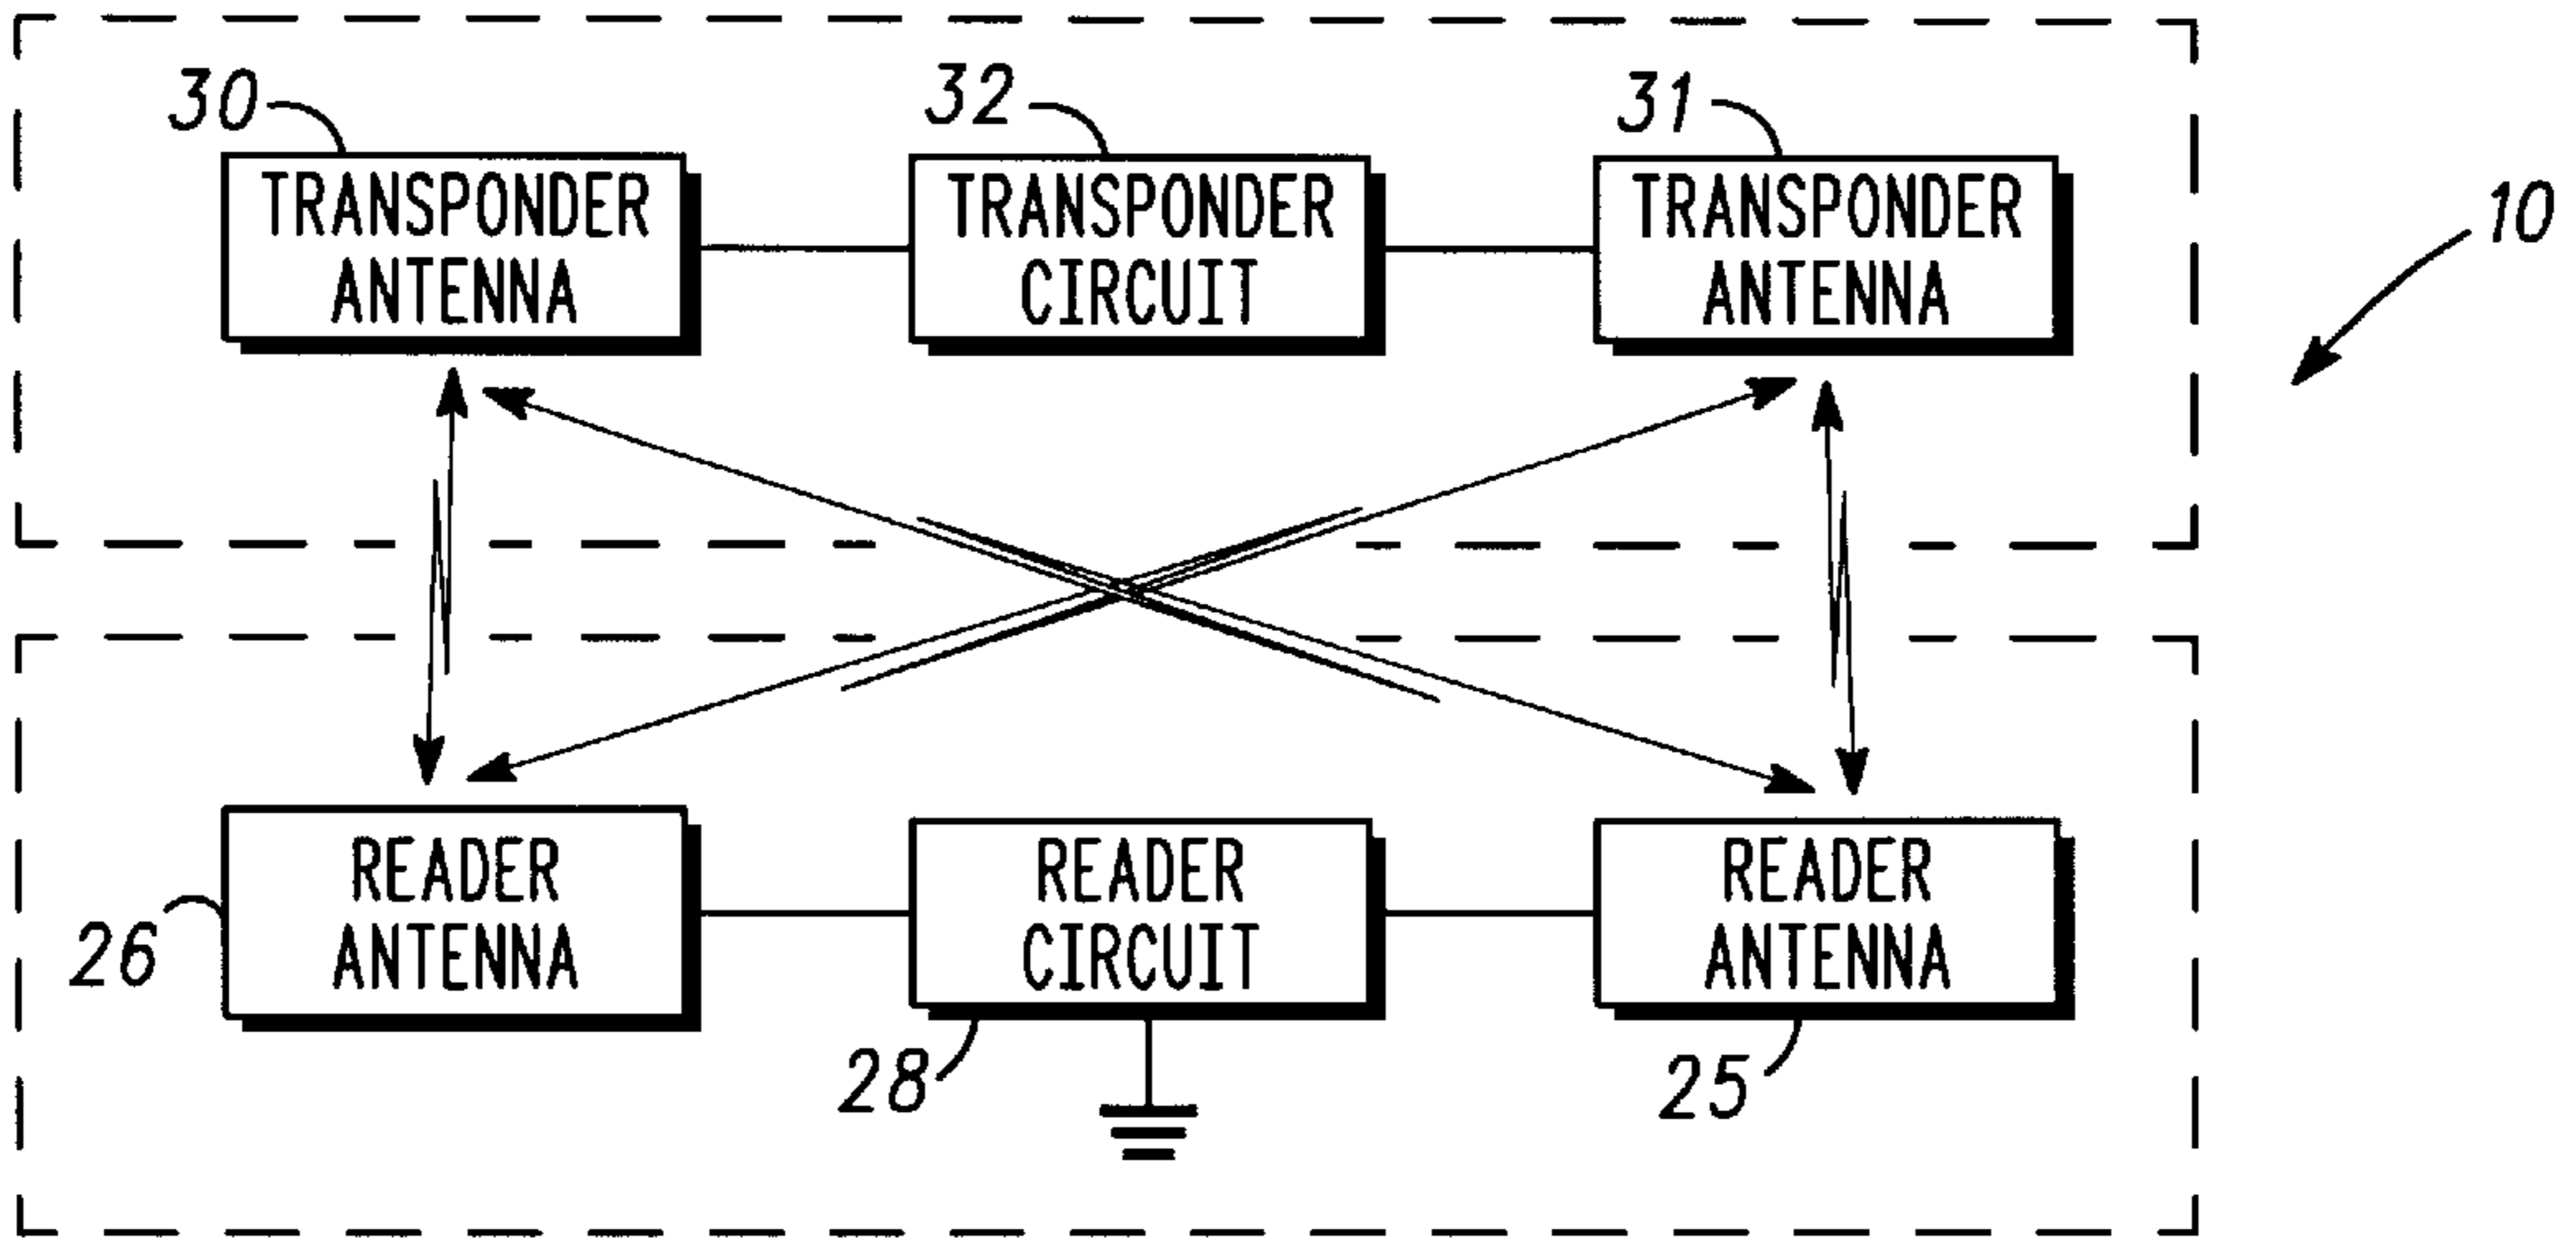 30
32
31
TRANSPONDER
ANTENNA
TRANSPONDER
CIRCUIT
TRANSPONDER
ANTENNA
10
READER
ANTENNA
READER
CIRCUIT
READER
ANTENNA
26
28
25